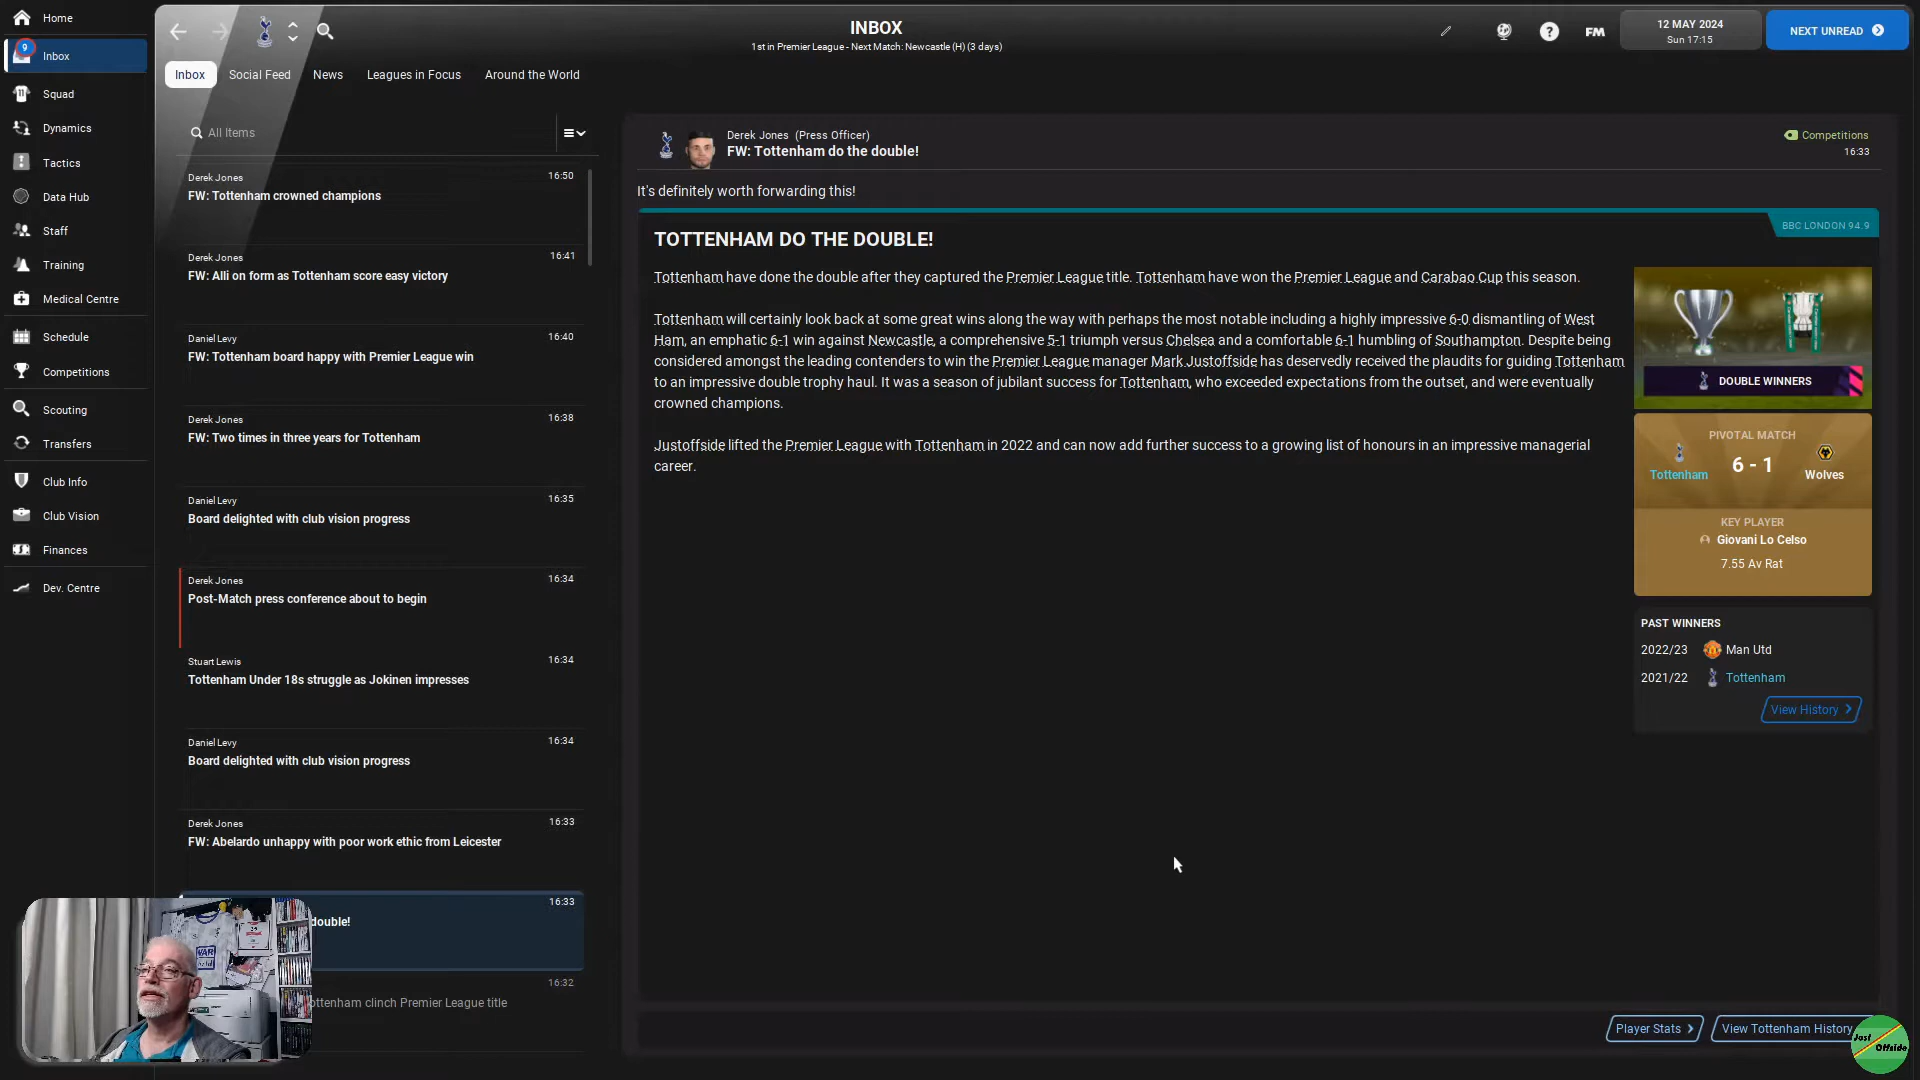 Home
9
Inbox
Squad
Dynamics
Tactics
Data Hub
Staff
Training
Medical Centre
Schedule
Competitions
Scouting
Transfers
Club Info
Club Vision
Finances
Dev. Centre
INBOX
1st in Premier League - Next Match: Newcastle (H) (3 days)
FM
12 MAY 2024
Sun 17:15
NEXT UNREAD
Inbox Social Feed News Leagues in Focus Around the World
All Items
Derek Jones 16:50
FW: Tottenham crowned champions
Derek Jones 16:41
FW: Alli on form as Tottenham score easy victory
Daniel Levy 16:40
FW: Tottenham board happy with Premier League win
Derek Jones 16:38
FW: Two times in three years for Tottenham
Daniel Levy 16:35
Board delighted with club vision progress
Derek Jones 16:34
Post-Match press conference about to begin
Stuart Lewis 16:34
Tottenham Under 18s struggle as Jokinen impresses
Daniel Levy 16:34
Board delighted with club vision progress
Derek Jones 16:33
FW: Abelardo unhappy with poor work ethic from Leicester
16:33
double!
16:32
ottenham clinch Premier League title
Derek Jones (Press Officer)
FW: Tottenham do the double!
Competitions
16:33
It's definitely worth forwarding this!
BBC LONDON 94.9
TOTTENHAM DO THE DOUBLE!
Tottenham have done the double after they captured the Premier League title. Tottenham have won the Premier League and Carabao Cup this season.
Tottenham will certainly look back at some great wins along the way with perhaps the most notable including a highly impressive 6-0 dismantling of West
Ham, an emphatic 6-1 win against Newcastle, a comprehensive 5-1 triumph versus Chelsea and a comfortable 6-1 humbling of Southampton. Despite being
considered amongst the leading contenders to win the Premier League manager Mark Justoffside has deservedly received the plaudits for guiding Tottenham
to an impressive double trophy haul. It was a season of jubilant success for Tottenham, who exceeded expectations from the outset, and were eventually
crowned champions.
Justoffside lifted the Premier League with Tottenham in 2022 and can now add further success to a growing list of honours in an impressive managerial
career.
DOUBLE WINNERS
PIVOTAL MATCH
Tottenham 6 - 1 Wolves
KEY PLAYER
Giovani Lo Celso
7.55 Av Rat
PAST WINNERS
2022/23 Man Utd
2021/22 Tottenham
View History
Player Stats
View Tottenham History
VAR
Just
Offside